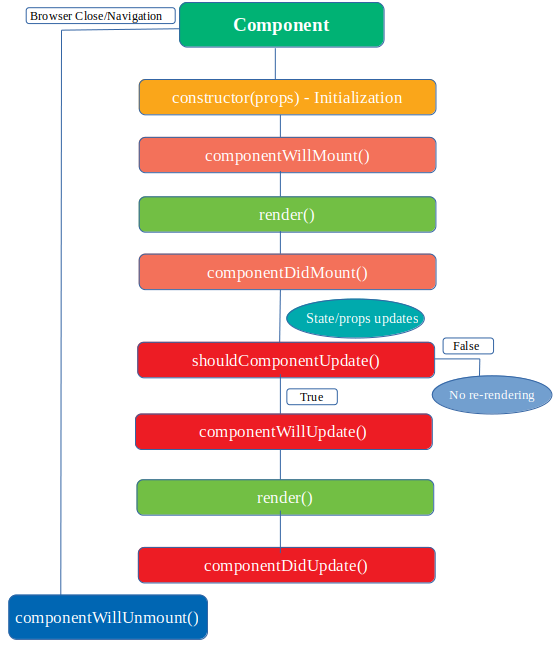 Browser Close/Navigation
Component
constructor(props) - Initialization
componentWillMount()
render()
componentDidMount()
State/props updates
shouldComponentUpdate()
False
No re-rendering
True
componentWillUpdate()
render()
componentDidUpdate()
componentWillUnmount()